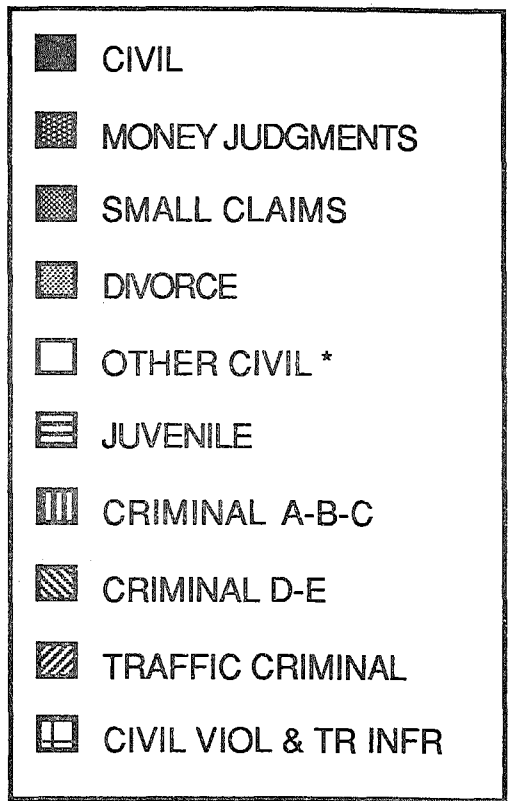 CIVIL
MONEY JUDGMENTS
SMALL CLAIMS
DIVORCE
OTHER CIVIL *
JUVENILE
CRIMINAL A-B-C
CRIMINAL D-E
TRAFFIC CRIMINAL
CIVIL VIOL & TR INFR